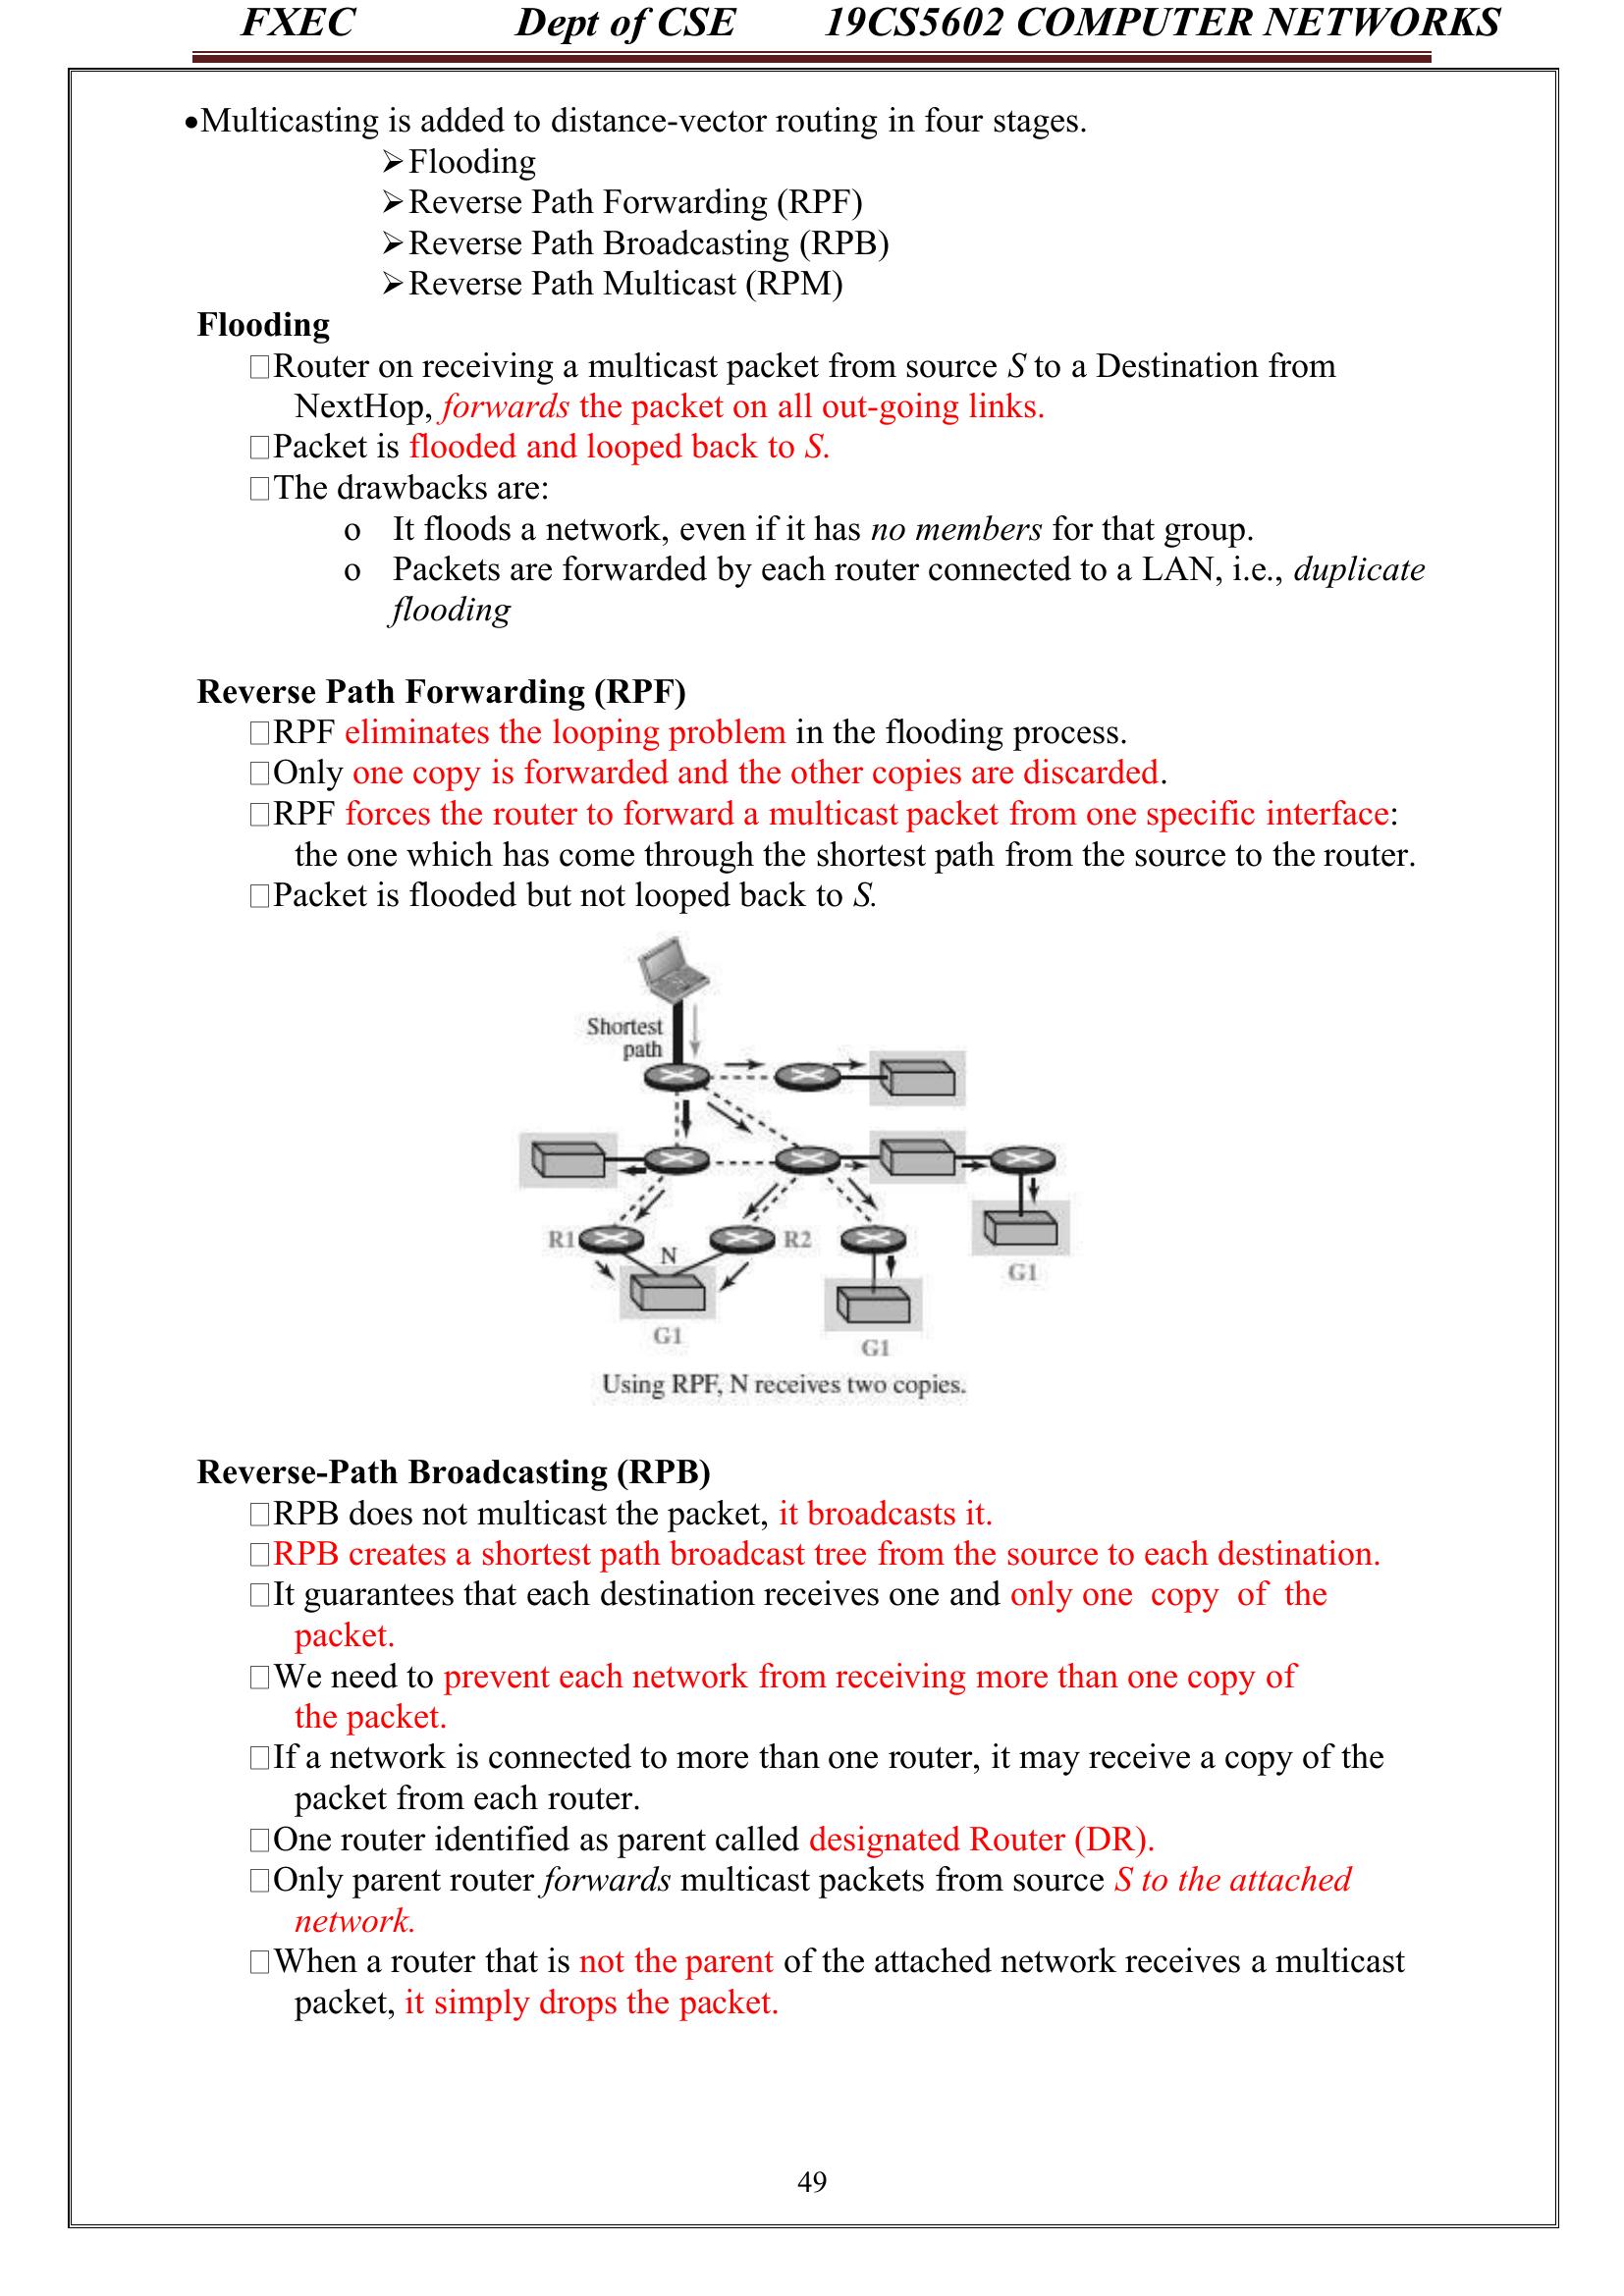 FXEC Dept of CSE 19CS5602 COMPUTER NETWORKS
•Multicasting is added to distance-vector routing in four stages.
➢Flooding
➢Reverse Path Forwarding (RPF)
➢Reverse Path Broadcasting (RPB)
➢Reverse Path Multicast (RPM)
Flooding
□Router on receiving a multicast packet from source S to a Destination from
NextHop, forwards the packet on all out-going links.
□Packet is flooded and looped back to S.
□The drawbacks are:
o It floods a network, even if it has no members for that group.
o Packets are forwarded by each router connected to a LAN, i.e., duplicate
flooding
Reverse Path Forwarding (RPF)
□RPF eliminates the looping problem in the flooding process.
□Only one copy is forwarded and the other copies are discarded.
□RPF forces the router to forward a multicast packet from one specific interface:
the one which has come through the shortest path from the source to the router.
□Packet is flooded but not looped back to S.
Shortest
path
R1
N
R2
G1
G1
G1
Using RPF, N receives two copies.
Reverse-Path Broadcasting (RPB)
□RPB does not multicast the packet, it broadcasts it.
□RPB creates a shortest path broadcast tree from the source to each destination.
□It guarantees that each destination receives one and only one copy of the
packet.
□We need to prevent each network from receiving more than one copy of
the packet.
□If a network is connected to more than one router, it may receive a copy of the
packet from each router.
□One router identified as parent called designated Router (DR).
□Only parent router forwards multicast packets from source S to the attached
network.
□When a router that is not the parent of the attached network receives a multicast
packet, it simply drops the packet.
49